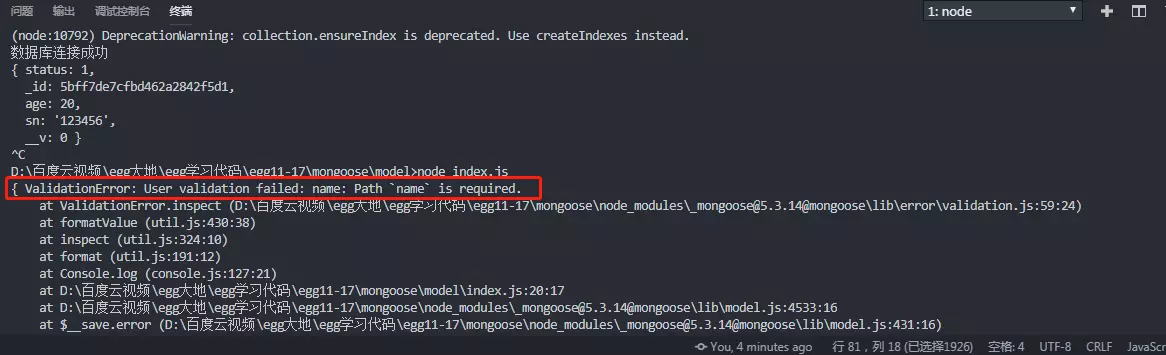 问题 输出 调试控制台 终端 1: node
(node:10792) DeprecationWarning: collection.ensureIndex is deprecated. Use createIndexes instead.
数据库连接成功
{ status: 1,
  _id: 5bff7de7cfbd462a2842f5d1,
  age: 20,
  sn: '123456',
  __v: 0 }
^C
D:\百度云视频\egg大地\egg学习代码\egg11-17\mongoose\model>node index.js
{ ValidationError: User validation failed: name: Path `name` is required.
    at ValidationError.inspect (D:\百度云视频\egg大地\egg学习代码\egg11-17\mongoose\node_modules\_mongoose@5.3.14@mongoose\lib\error\validation.js:59:24)
    at formatValue (util.js:430:38)
    at inspect (util.js:324:10)
    at format (util.js:191:12)
    at Console.log (console.js:127:21)
    at D:\百度云视频\egg大地\egg学习代码\egg11-17\mongoose\model\index.js:20:17
    at D:\百度云视频\egg大地\egg学习代码\egg11-17\mongoose\node_modules\_mongoose@5.3.14@mongoose\lib\model.js:4533:16
    at $__save.error (D:\百度云视频\egg大地\egg学习代码\egg11-17\mongoose\node_modules\_mongoose@5.3.14@mongoose\lib\model.js:431:16)
You, 4 minutes ago 行 81，列 18 (已选择1926) 空格: 4 UTF-8 CRLF JavaScr